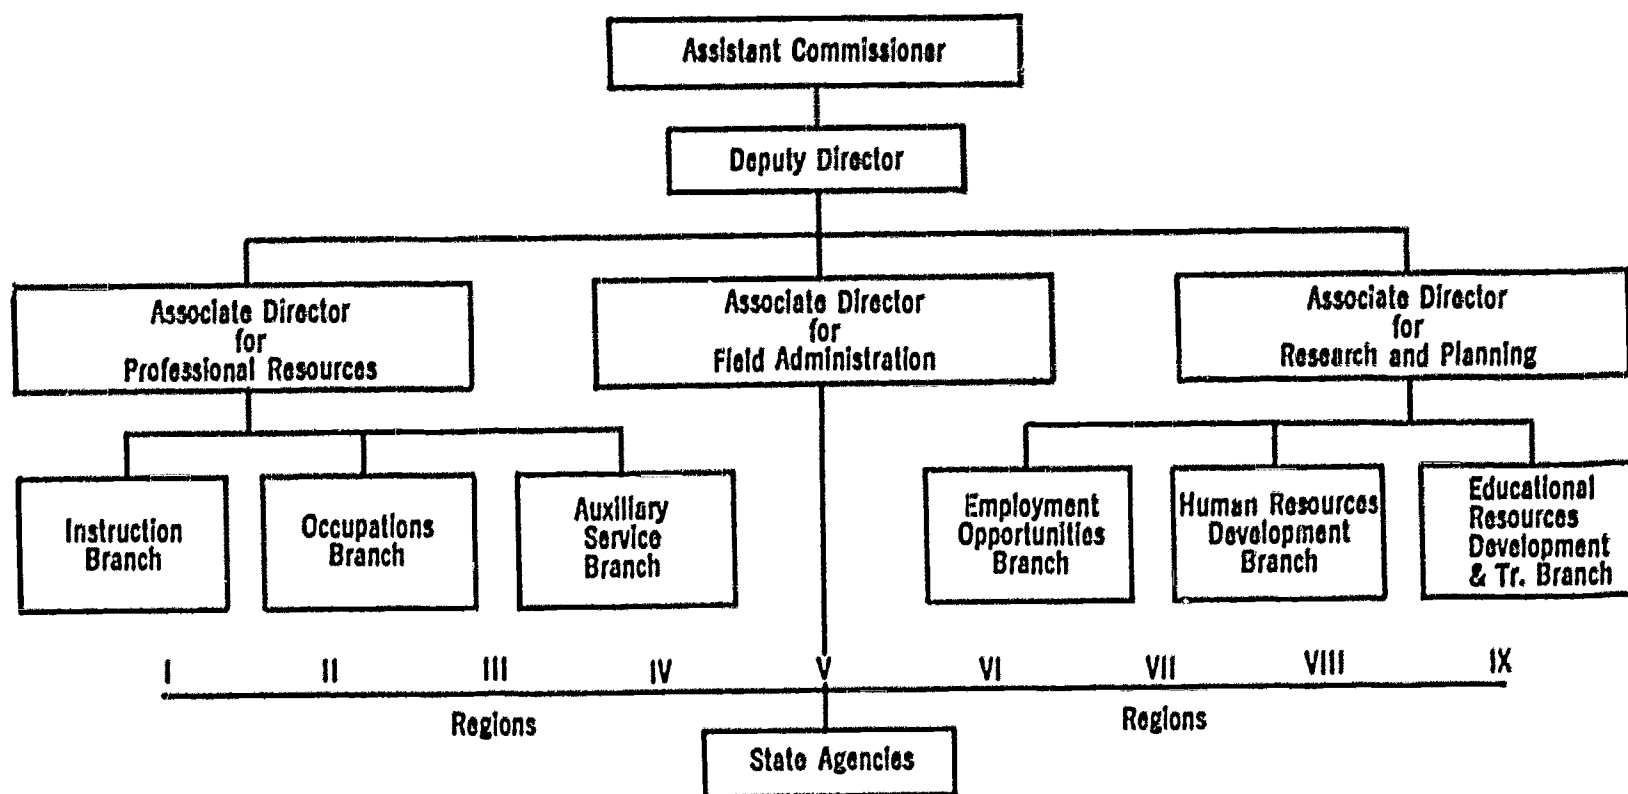 Assistant Commissioner
Deputy Director
Associate Director
for
Professional Resources
Associate Director
for
Field Administration
Associate Director
for
Research and Planning
Instruction
Branch
Occupations
Branch
Auxiliary
Service
Branch
Employment
Opportunities
Branch
Human Resources
Development
Branch
Educational
Resources
Development
& Tr. Branch
I II III IV V VI VII VIII IX
Regions Regions
State Agencies